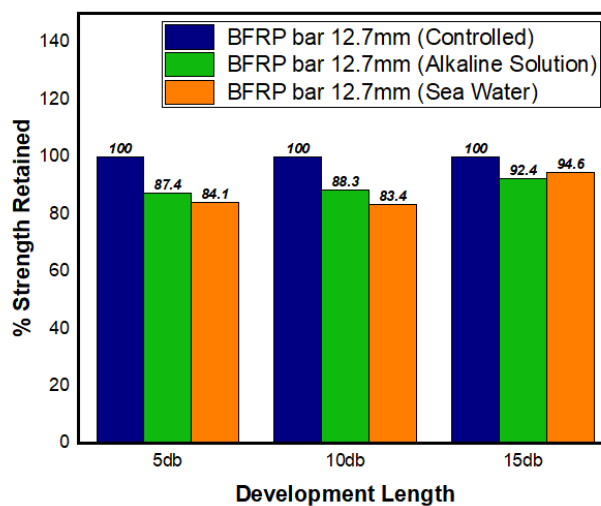 140
120
100
80
60
40
20
0
% Strength Retained
BFRP bar 12.7mm (Controlled)
BFRP bar 12.7mm (Alkaline Solution)
BFRP bar 12.7mm (Sea Water)
100
87.4
84.1
100
88.3
83.4
100
92.4
94.6
5db
10db
15db
Development Length